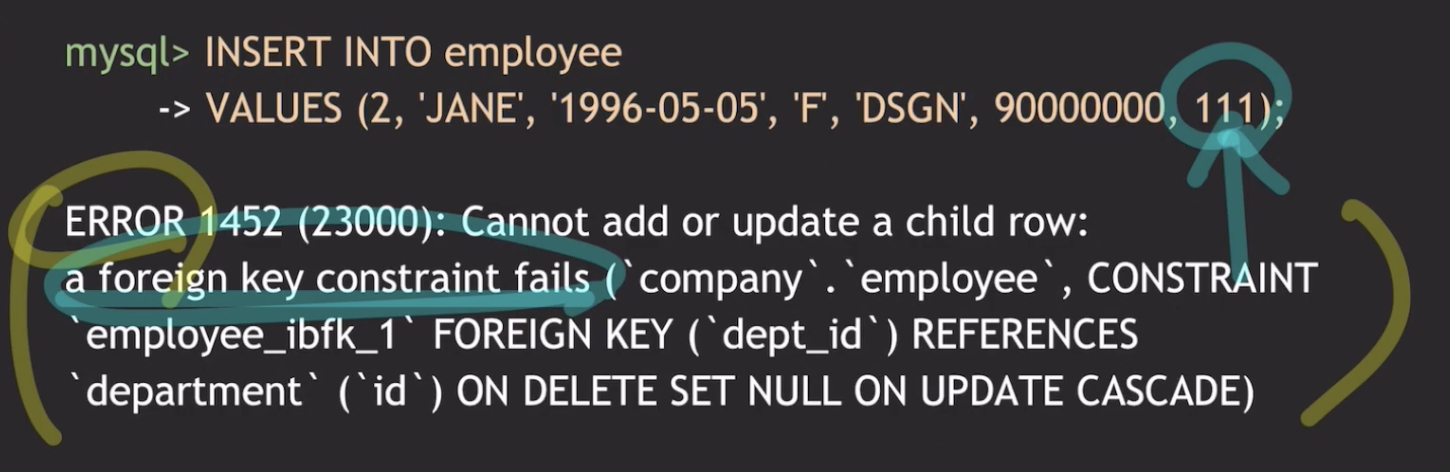 mysql> INSERT INTO employee
-> VALUES (2, 'JANE', '1996-05-05', 'F', 'DSGN', 90000000, 111);
ERROR 1452 (23000): Cannot add or update a child row:
a foreign key constraint fails (`company`.`employee`, CONSTRAINT
`employee_ibfk_1` FOREIGN KEY (`dept_id`) REFERENCES
`department` (`id`) ON DELETE SET NULL ON UPDATE CASCADE)